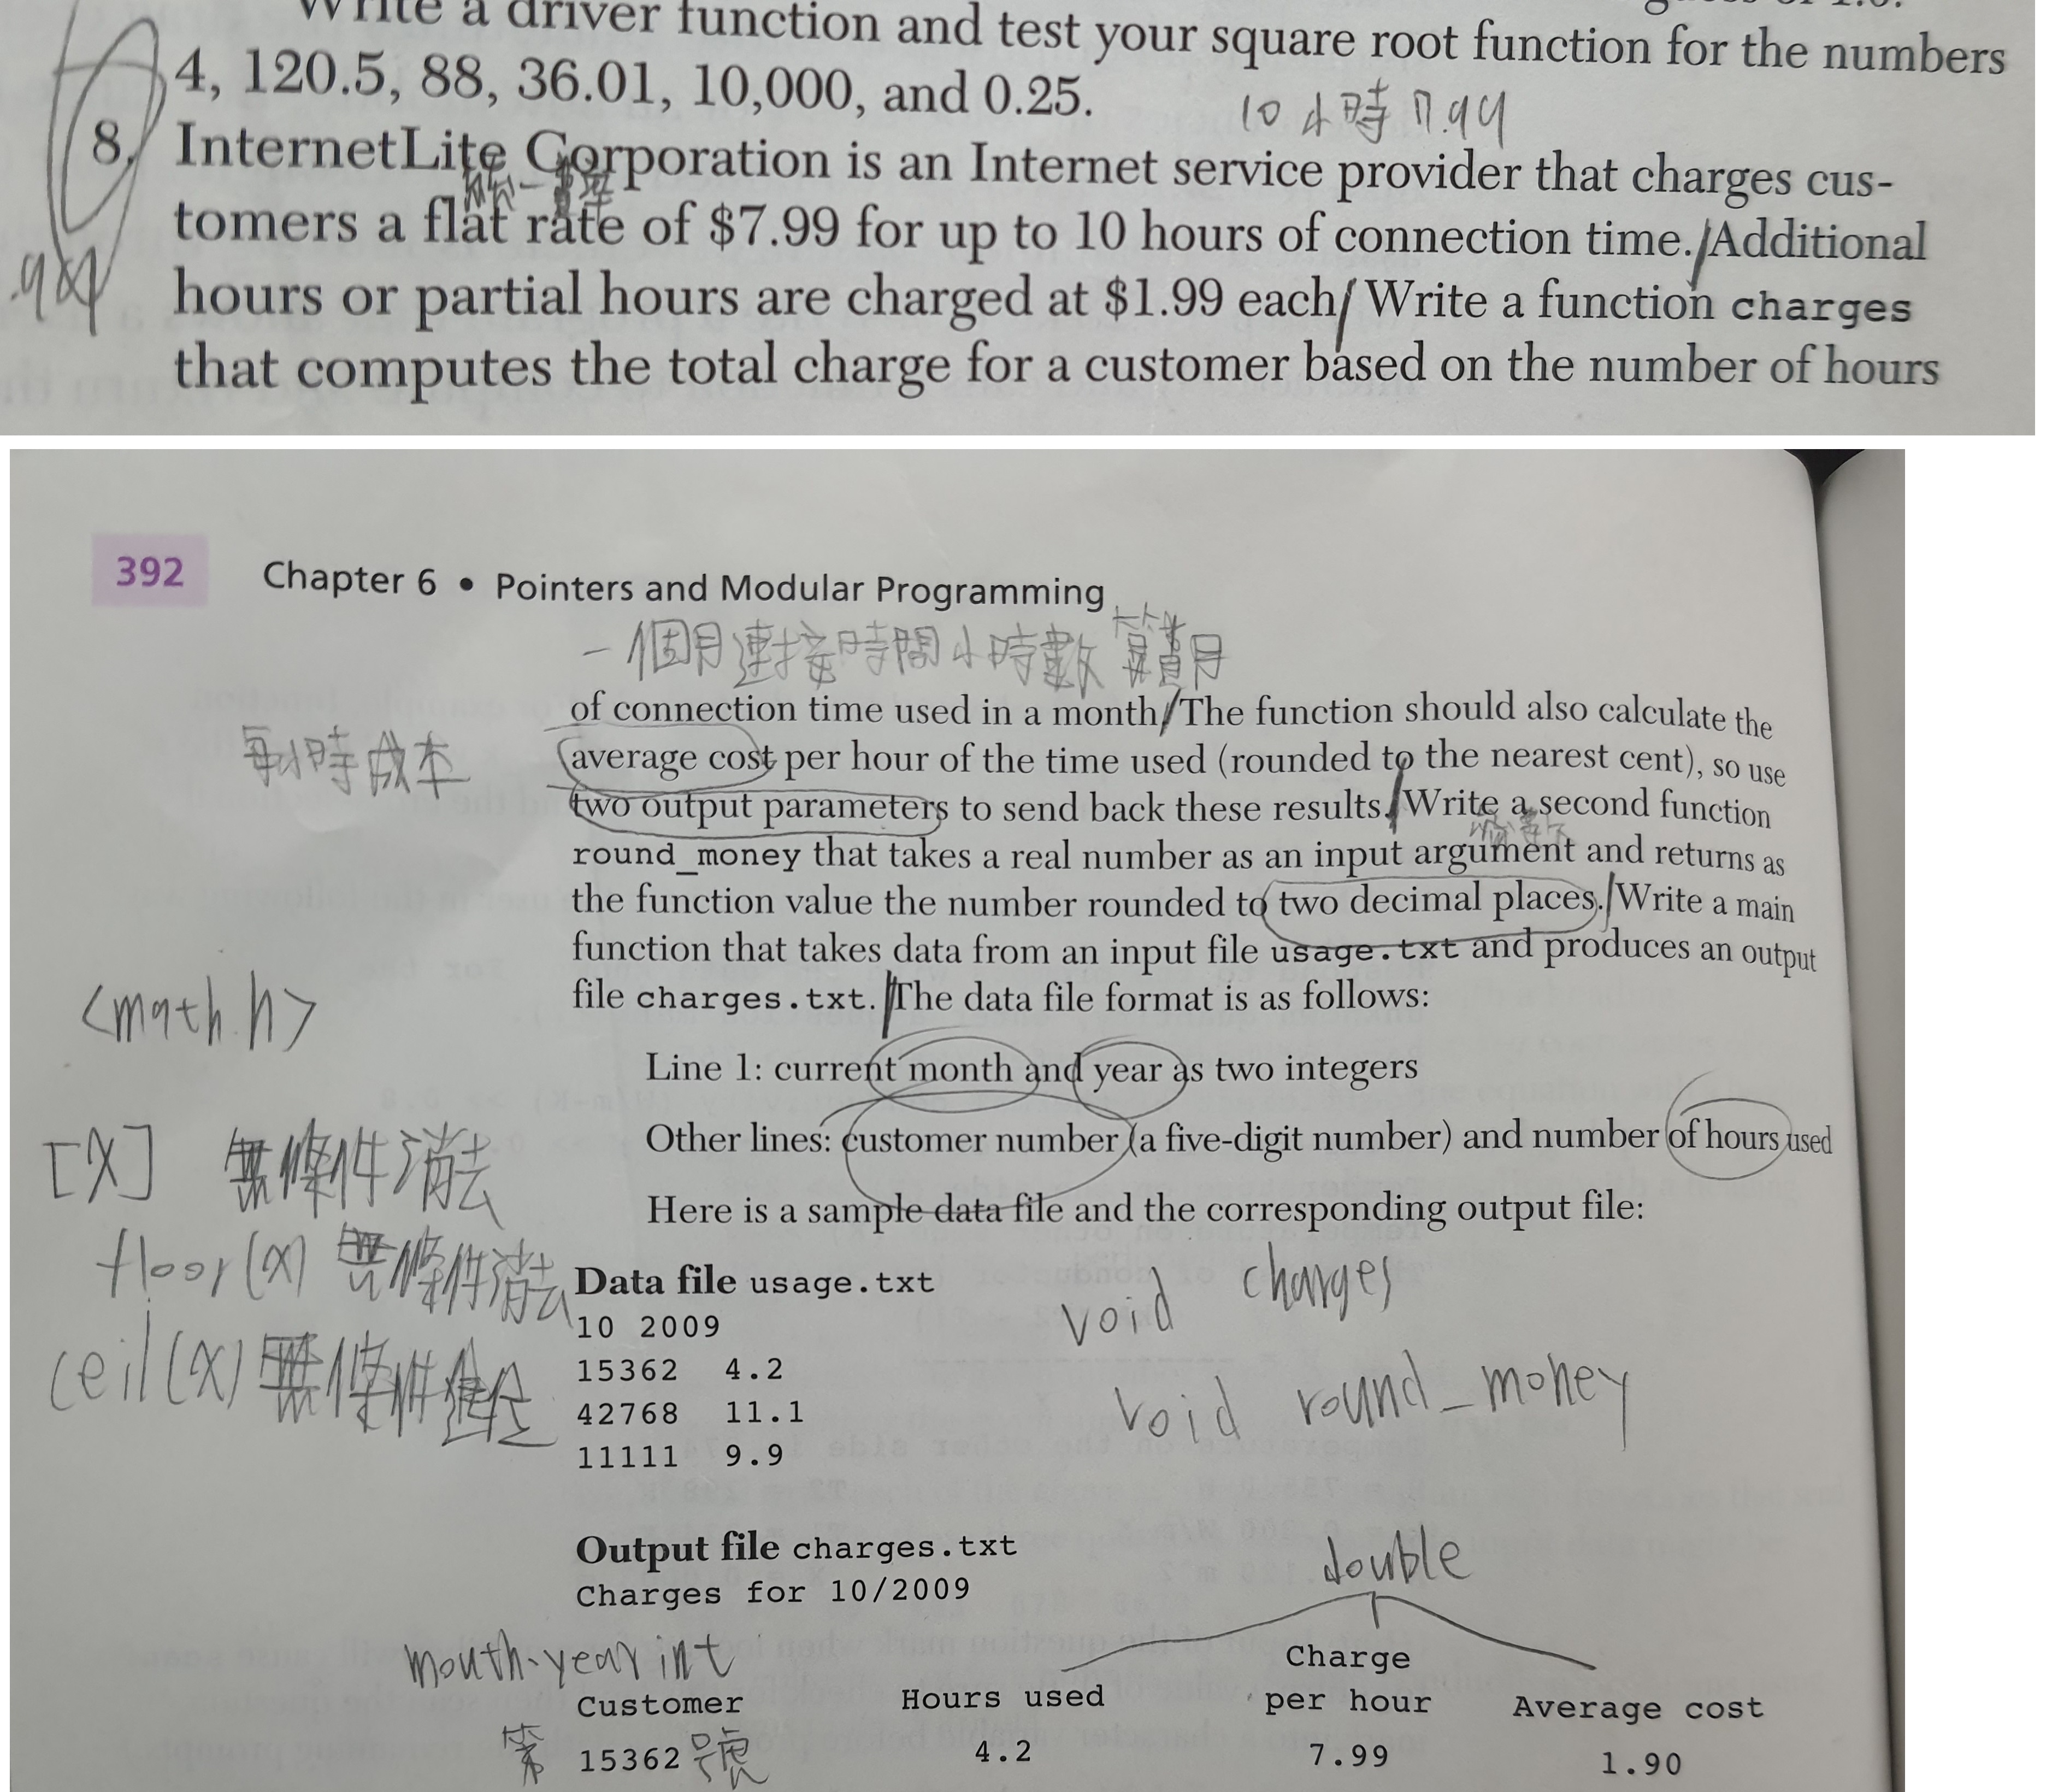 Write a driver function and test your square root function for the numbers
4, 120.5, 88, 36.01, 10,000, and 0.25.
10小時 7.99
8. InternetLite Corporation is an Internet service provider that charges cus-
tomers a flat rate of $7.99 for up to 10 hours of connection time. Additional
hours or partial hours are charged at $1.99 each. Write a function charges
that computes the total charge for a customer based on the number of hours
392 Chapter 6 • Pointers and Modular Programming
一個月連接時間小時數
of connection time used in a month. The function should also calculate the
每小時成本
average cost per hour of the time used (rounded to the nearest cent), so use
two output parameters to send back these results. Write a second function
round_money that takes a real number as an input argument and returns as
the function value the number rounded to two decimal places. Write a main
function that takes data from an input file usage.txt and produces an output
file charges.txt. The data file format is as follows:
<math.h>
Line 1: current month and year as two integers
Other lines: customer number (a five-digit number) and number of hours used
[X] 無條件消去
Here is a sample data file and the corresponding output file:
floor(x) 無條件消去
Data file usage.txt
void charges
10 2009
ceil(x) 無條件進位
15362 4.2
void round_money
42768 11.1
11111 9.9
Output file charges.txt
double
Charges for 10/2009
mouth-year int
Charge
Customer Hours used per hour Average cost
第 15362 號 4.2 7.99 1.90